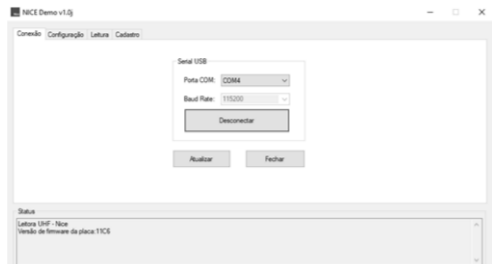 NICE Demo v1.0j
Conexão Configuração Leitura Cadastro
Serial USB
Porta COM: COM4
Baud Rate: 115200
Desconectar
Atualizar Fechar
Status
Leitora UHF - Nice
Versão de firmware da placa:11C6